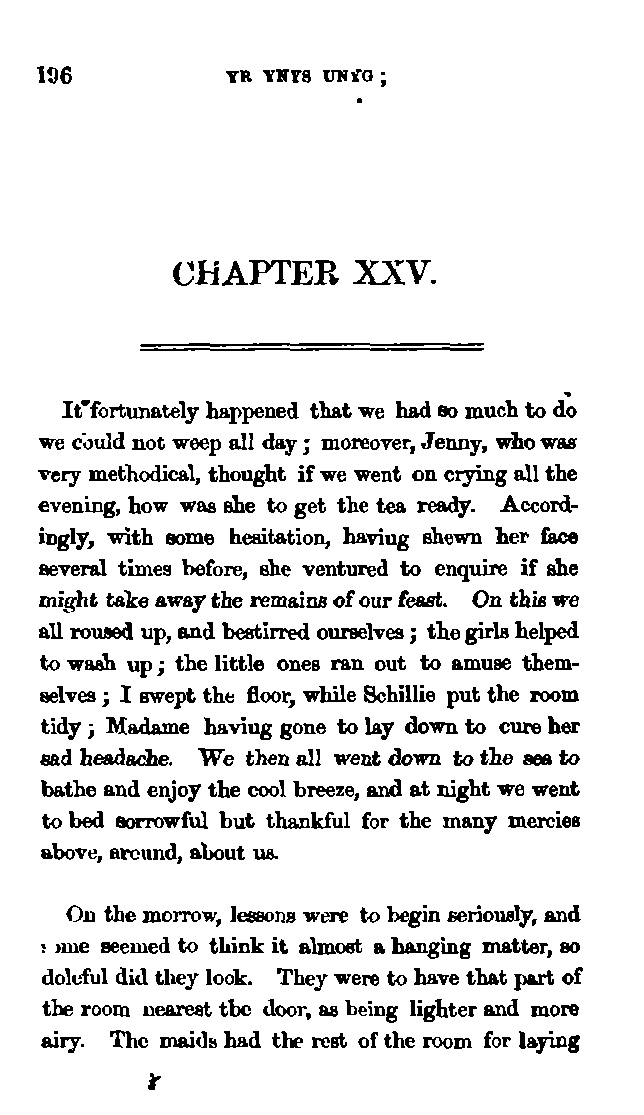 196 YR YNYS UNYG ;
CHAPTER XXV.
It fortunately happened that we had so much to do
we could not weep all day ; moreover, Jenny, who was
very methodical, thought if we went on crying all the
evening, how was she to get the tea ready. Accord-
ingly, with some hesitation, having shewn her face
several times before, she ventured to enquire if she
might take away the remains of our feast. On this we
all roused up, and bestirred ourselves ; the girls helped
to wash up ; the little ones ran out to amuse them-
selves ; I swept the floor, while Schillie put the room
tidy ; Madame having gone to lay down to cure her
sad headache. We then all went down to the sea to
bathe and enjoy the cool breeze, and at night we went
to bed sorrowful but thankful for the many mercies
above, around, about us.
On the morrow, lessons were to begin seriously, and
some seemed to think it almost a hanging matter, so
doleful did they look. They were to have that part of
the room nearest the door, as being lighter and more
airy. The maids had the rest of the room for laying